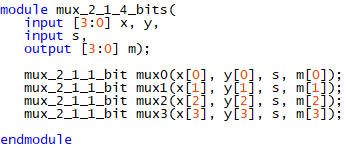 module mux_2_1_4_bits(
input [3:0] x, y,
input s,
output [3:0] m);
mux_2_1_1_bit mux0(x[0], y[0], s, m[0]);
mux_2_1_1_bit mux1(x[1], y[1], s, m[1]);
mux_2_1_1_bit mux2(x[2], y[2], s, m[2]);
mux_2_1_1_bit mux3(x[3], y[3], s, m[3]);
endmodule